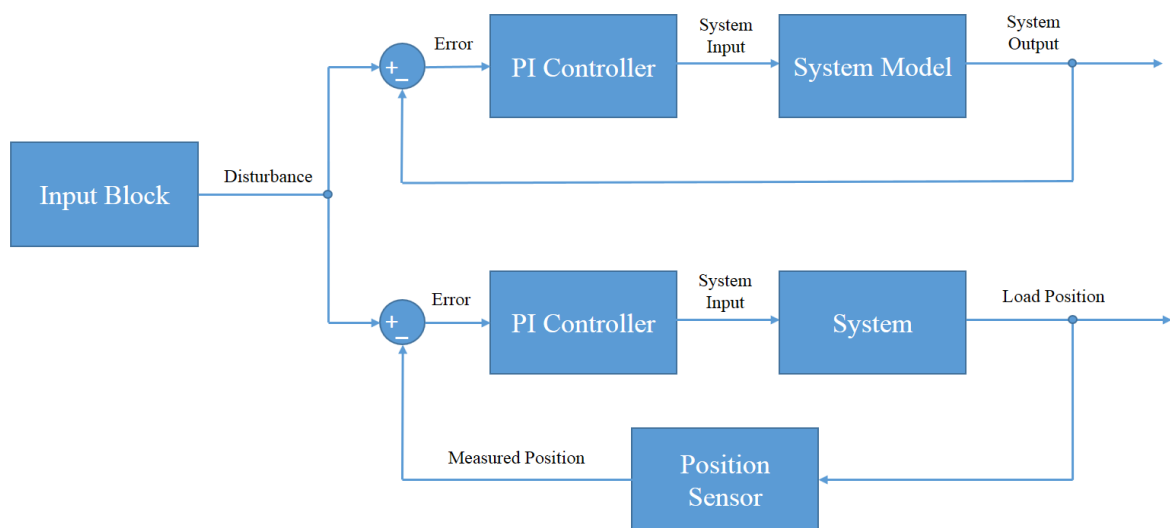 System
Input
System
Output
Error
+
−
PI Controller
System Model
Input Block
Disturbance
System
Input
Load Position
Error
+
−
PI Controller
System
Measured Position
Position
Sensor